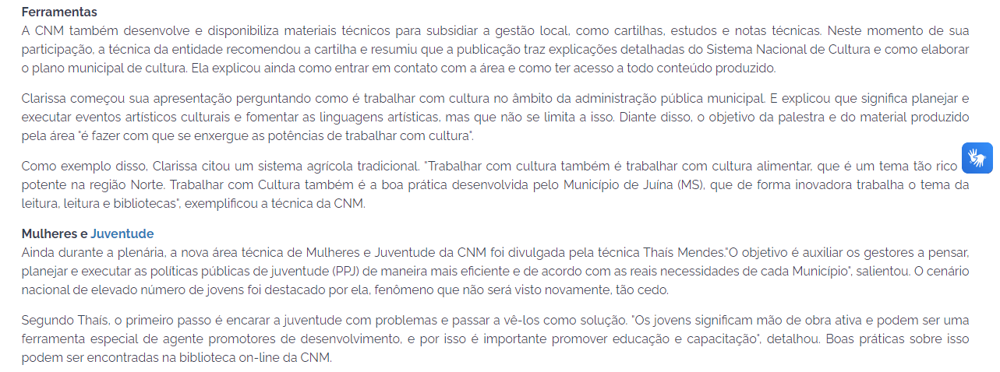 Ferramentas
A CNM também desenvolve e disponibiliza materiais técnicos para subsidiar a gestão local, como cartilhas, estudos e notas técnicas. Neste momento de sua
participação, a técnica da entidade recomendou a cartilha e resumiu que a publicação traz explicações detalhadas do Sistema Nacional de Cultura e como elaborar
o plano municipal de cultura. Ela explicou ainda como entrar em contato com a área e como ter acesso a todo conteúdo produzido.
Clarissa começou sua apresentação perguntando como é trabalhar com cultura no âmbito da administração pública municipal. E explicou que significa planejar e
executar eventos artísticos culturais e fomentar as linguagens artísticas, mas que não se limita a isso. Diante disso, o objetivo da palestra e do material produzido
pela área "é fazer com que se enxergue as potências de trabalhar com cultura".
Como exemplo disso, Clarissa citou um sistema agrícola tradicional. "Trabalhar com cultura também é trabalhar com cultura alimentar, que é um tema tão rico
potente na região Norte. Trabalhar com Cultura também é a boa prática desenvolvida pelo Município de Juína (MS), que de forma inovadora trabalha o tema da
leitura, leitura e bibliotecas", exemplificou a técnica da CNM.
Mulheres e Juventude
Ainda durante a plenária, a nova área técnica de Mulheres e Juventude da CNM foi divulgada pela técnica Thaís Mendes."O objetivo é auxiliar os gestores a pensar,
planejar e executar as políticas públicas de juventude (PPJ) de maneira mais eficiente e de acordo com as reais necessidades de cada Município", salientou. O cenário
nacional de elevado número de jovens foi destacado por ela, fenômeno que não será visto novamente, tão cedo.
Segundo Thaís, o primeiro passo é encarar a juventude com problemas e passar a vê-los como solução. "Os jovens significam mão de obra ativa e podem ser uma
ferramenta especial de agente promotores de desenvolvimento, e por isso é importante promover educação e capacitação", detalhou. Boas práticas sobre isso
podem ser encontradas na biblioteca on-line da CNM.